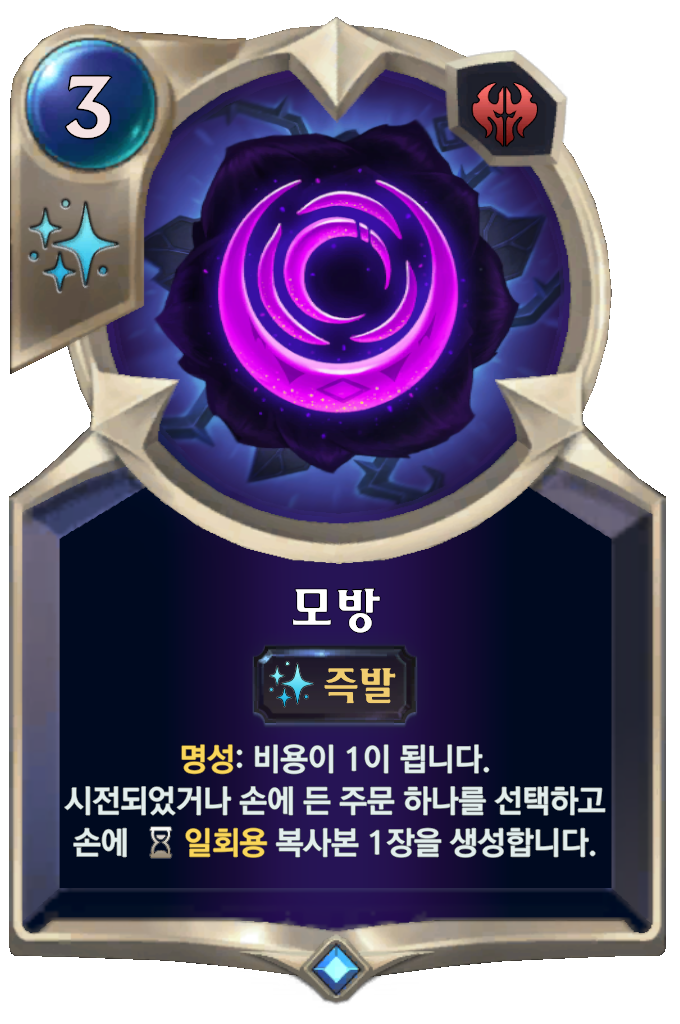 3
모방
즉발
명성: 비용이 1이 됩니다.
시전되었거나 손에 든 주문 하나를 선택하고
손에 일회용 복사본 1장을 생성합니다.